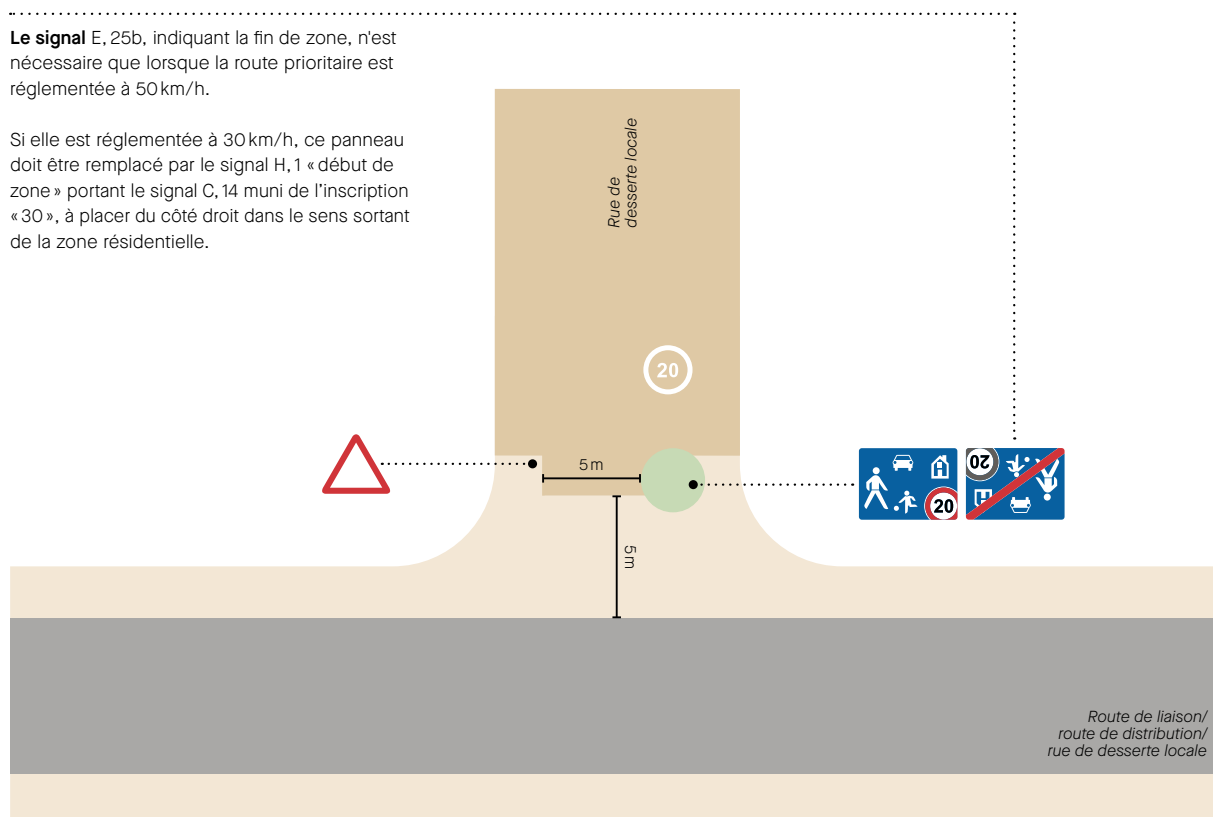 Le signal E, 25b, indiquant la fin de zone, n'est
nécessaire que lorsque la route prioritaire est
réglementée à 50 km/h.
Si elle est réglementée à 30 km/h, ce panneau
doit être remplacé par le signal H, 1 « début de
zone » portant le signal C, 14 muni de l’inscription
« 30 », à placer du côté droit dans le sens sortant
de la zone résidentielle.
Rue de
desserte locale
20
5 m
20
20
5 m
Route de liaison/
route de distribution/
rue de desserte locale